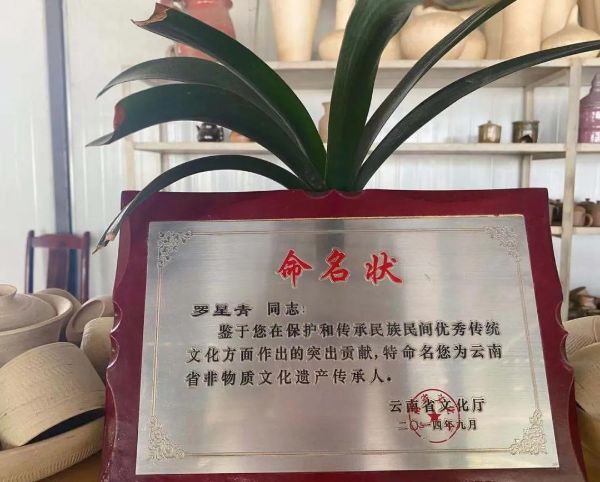 命名状
罗星青 同志:
鉴于您在保护和传承民族民间优秀传统
文化方面作出的突出贡献,特命名您为云南
省非物质文化遗产传承人。
云南省文化厅
二〇一四年九月